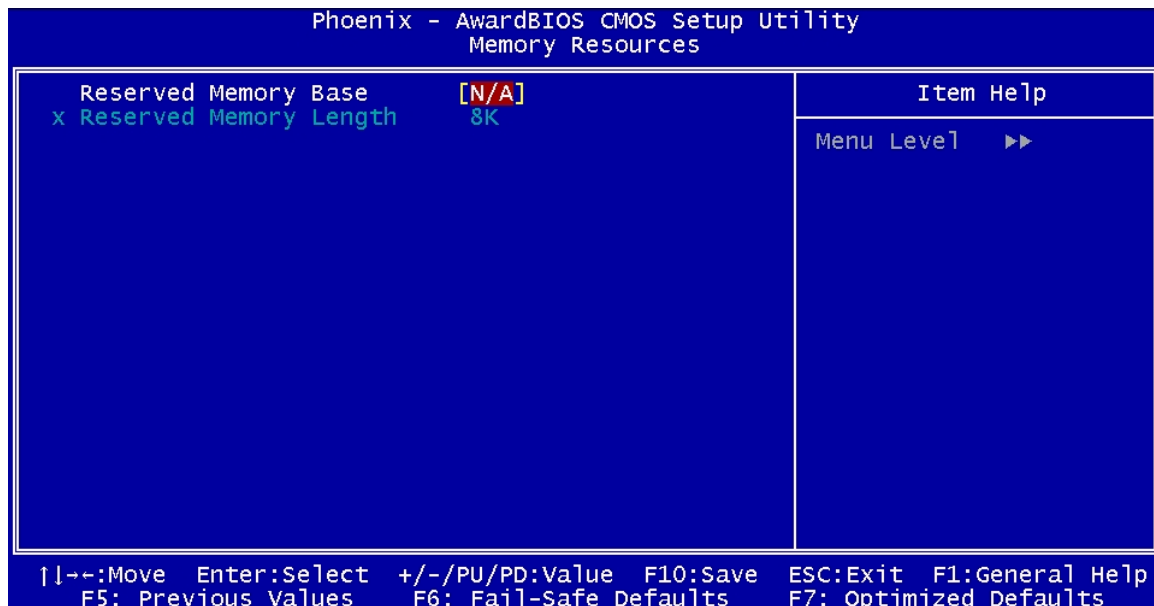 Phoenix - AwardBIOS CMOS Setup Utility
Memory Resources
Reserved Memory Base [N/A]
x Reserved Memory Length 8K
Item Help
Menu Level ▶▶
↑↓→←:Move Enter:Select +/-/PU/PD:Value F10:Save ESC:Exit F1:General Help
F5: Previous Values F6: Fail-Safe Defaults F7: Optimized Defaults